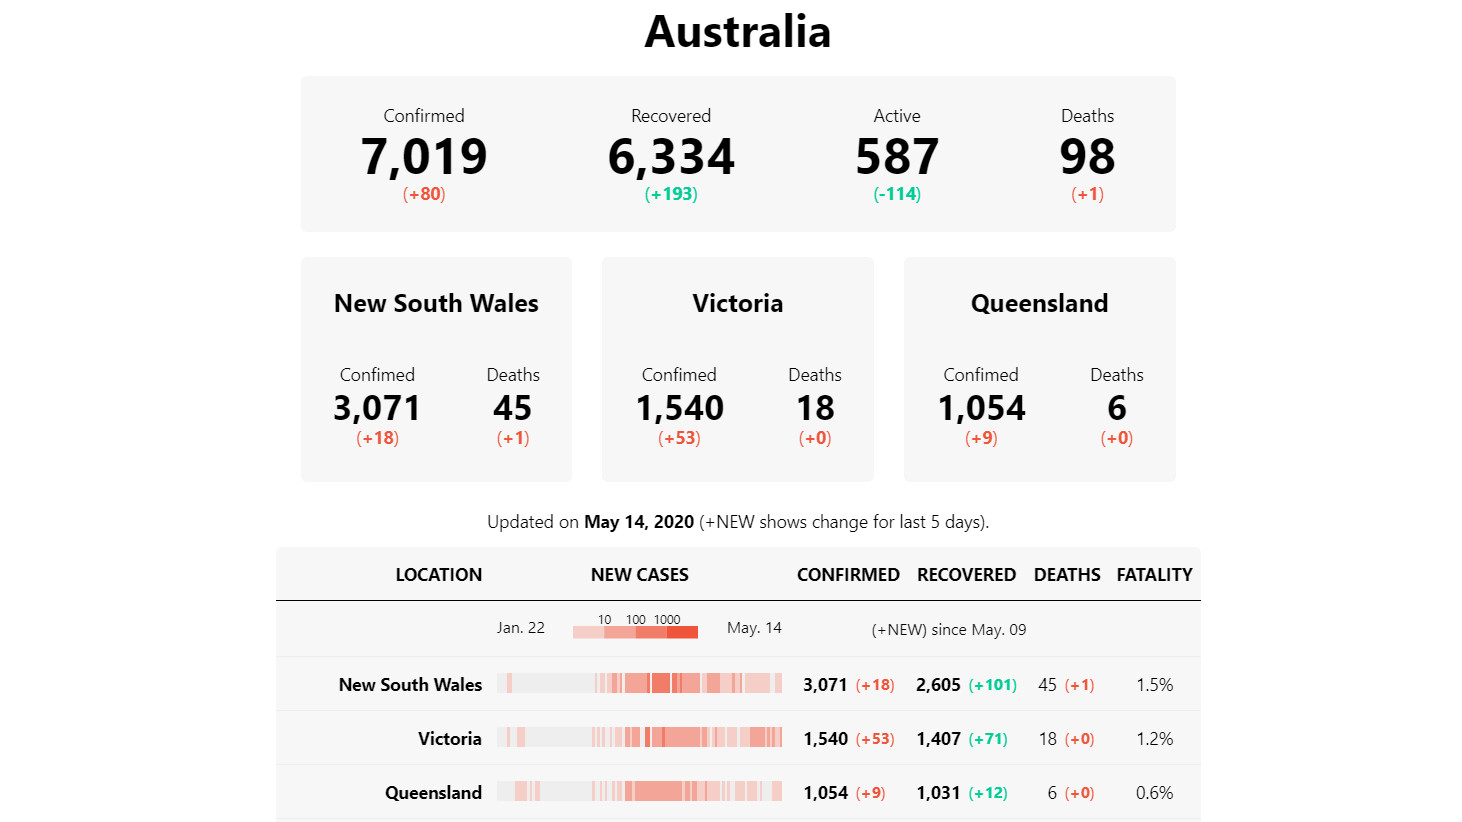 Australia
Confirmed Recovered Active Deaths
7,019 6,334 587 98
(+80) (+193) (-114) (+1)
New South Wales Victoria Queensland
Confimed Deaths Confimed Deaths Confimed Deaths
3,071 45 1,540 18 1,054 6
(+18) (+1) (+53) (+0) (+9) (+0)
Updated on May 14, 2020 (+NEW shows change for last 5 days).
LOCATION NEW CASES CONFIRMED RECOVERED DEATHS FATALITY
Jan. 22 10 100 1000 May. 14 (+NEW) since May. 09
New South Wales 3,071 (+18) 2,605 (+101) 45 (+1) 1.5%
Victoria 1,540 (+53) 1,407 (+71) 18 (+0) 1.2%
Queensland 1,054 (+9) 1,031 (+12) 6 (+0) 0.6%